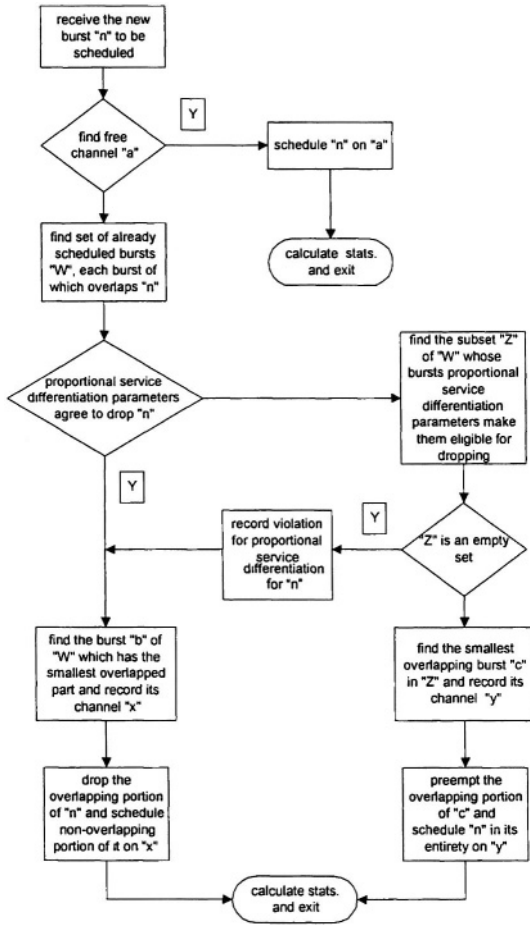 receive the new
burst "n" to be
scheduled
Y
find free
channel "a"
schedule "n" on "a"
find set of already
scheduled bursts
"W", each burst of
which overlaps "n"
calculate stats.
and exit
proportional service
differentiation parameters
agree to drop "n"
find the subset "Z"
of "W" whose
bursts proportional
service
differentiation
parameters make
them eligible for
dropping
Y
Y
record violation
for proportional
service
differentiation
for "n"
"Z" is an empty
set
find the burst "b" of
"W" which has the
smallest overlapped
part and record its
channel "x"
find the smallest
overlapping burst "c"
in "Z" and record its
channel "y"
drop the
overlapping portion
of "n" and schedule
non-overlapping
portion of it on "x"
preempt the
overlapping portion
of "c" and
schedule "n" in its
entirety on "y"
calculate stats.
and exit